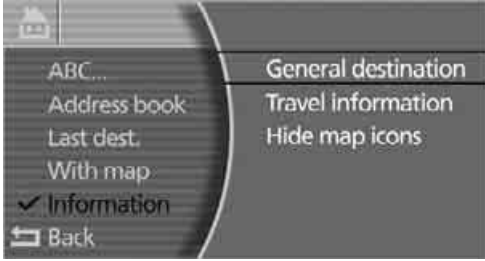 ABC...
Address book
Last dest.
With map
Information
Back
General destination
Travel information
Hide map icons